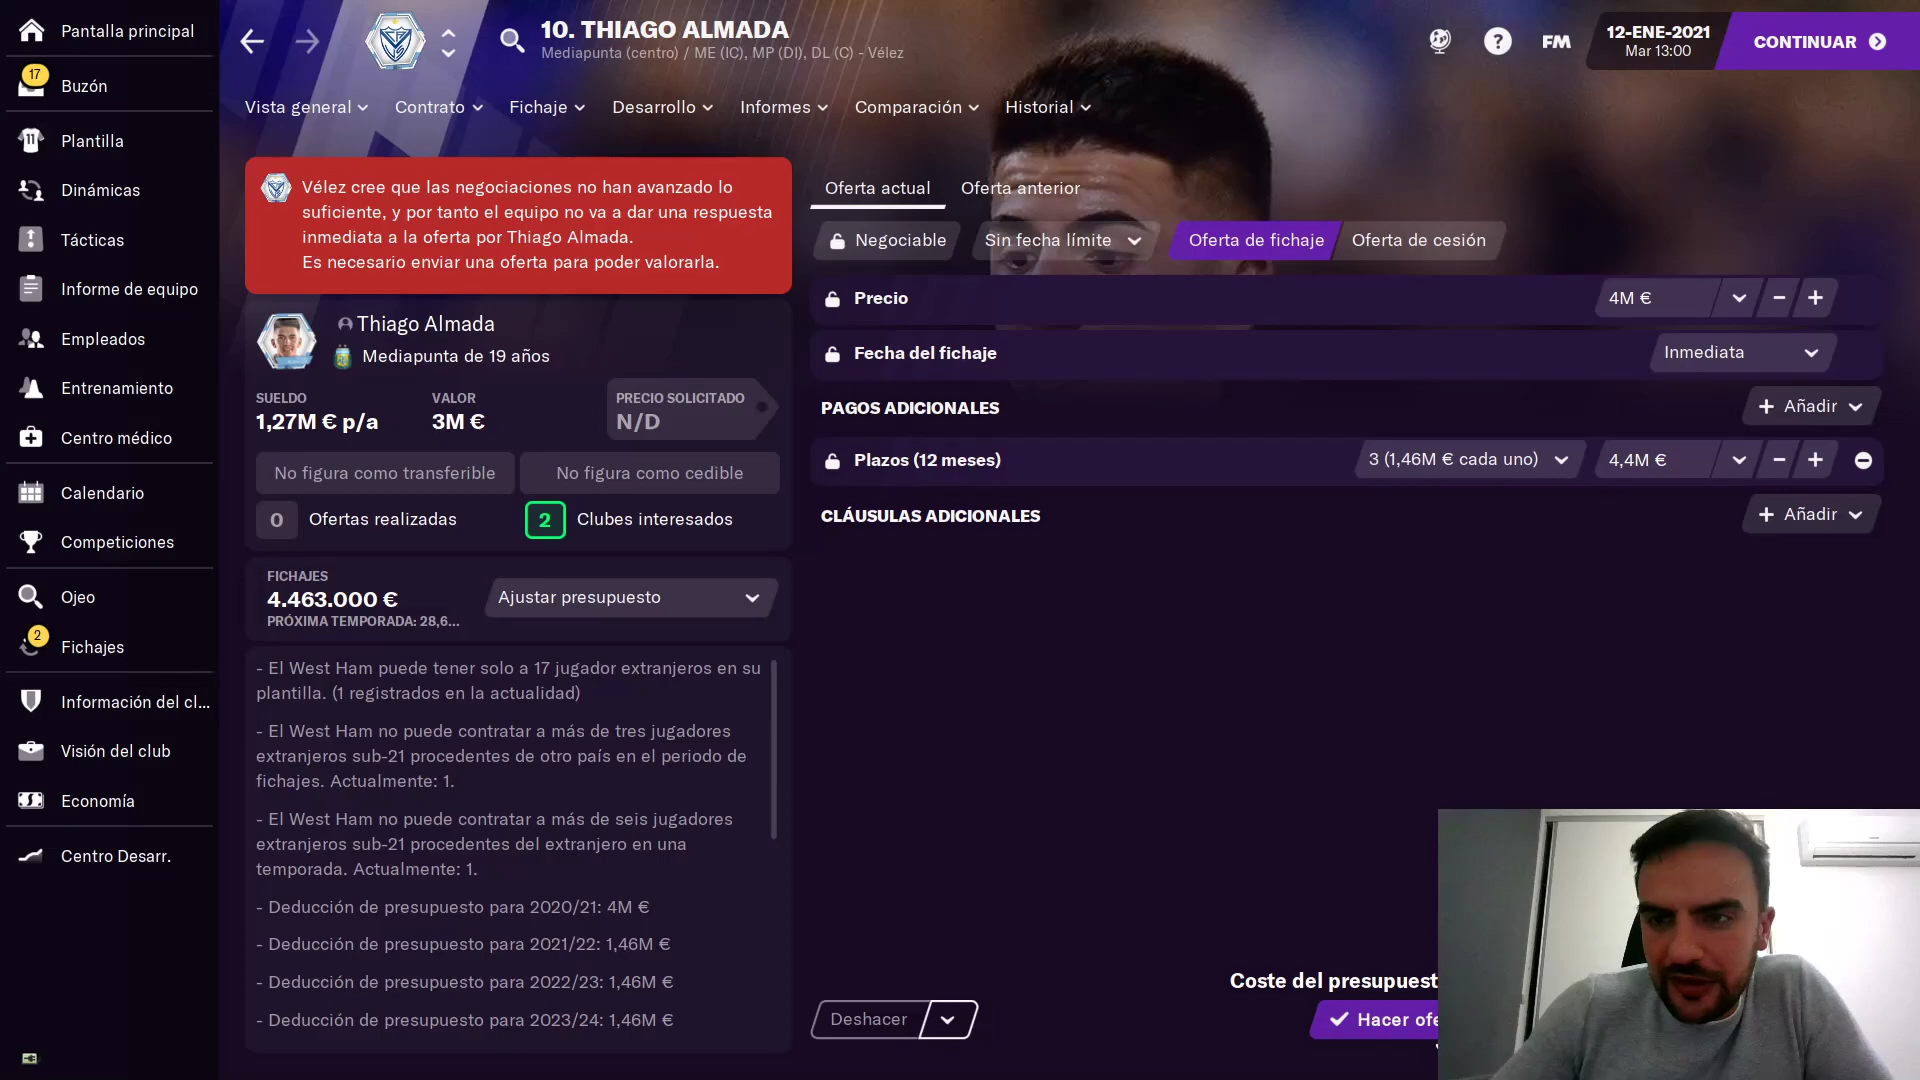 Pantalla principal
17
Buzón
11
Plantilla
Dinámicas
Tácticas
Informe de equipo
Empleados
Entrenamiento
Centro médico
Calendario
Competiciones
Ojeo
2
Fichajes
Información del cl...
Visión del club
Economía
Centro Desarr.
10. THIAGO ALMADA
Mediapunta (centro) / ME (IC), MP (DI), DL (C) - Vélez
?
FM
12-ENE-2021
Mar 13:00
CONTINUAR
Vista general
Contrato
Fichaje
Desarrollo
Informes
Comparación
Historial
Vélez cree que las negociaciones no han avanzado lo
suficiente, y por tanto el equipo no va a dar una respuesta
inmediata a la oferta por Thiago Almada.
Es necesario enviar una oferta para poder valorarla.
Thiago Almada
Mediapunta de 19 años
SUELDO
1,27M € p/a
VALOR
3M €
PRECIO SOLICITADO
N/D
No figura como transferible
No figura como cedible
0 Ofertas realizadas
2 Clubes interesados
FICHAJES
4.463.000 €
PRÓXIMA TEMPORADA: 28,6...
Ajustar presupuesto
- El West Ham puede tener solo a 17 jugador extranjeros en su
plantilla. (1 registrados en la actualidad)
- El West Ham no puede contratar a más de tres jugadores
extranjeros sub-21 procedentes de otro país en el periodo de
fichajes. Actualmente: 1.
- El West Ham no puede contratar a más de seis jugadores
extranjeros sub-21 procedentes del extranjero en una
temporada. Actualmente: 1.
- Deducción de presupuesto para 2020/21: 4M €
- Deducción de presupuesto para 2021/22: 1,46M €
- Deducción de presupuesto para 2022/23: 1,46M €
- Deducción de presupuesto para 2023/24: 1,46M €
Oferta actual
Oferta anterior
Negociable
Sin fecha límite
Oferta de fichaje
Oferta de cesión
Precio
4M €
Fecha del fichaje
Inmediata
PAGOS ADICIONALES
Añadir
Plazos (12 meses)
3 (1,46M € cada uno)
4,4M €
CLÁUSULAS ADICIONALES
Añadir
Coste del presupuest
Deshacer
Hacer ofe